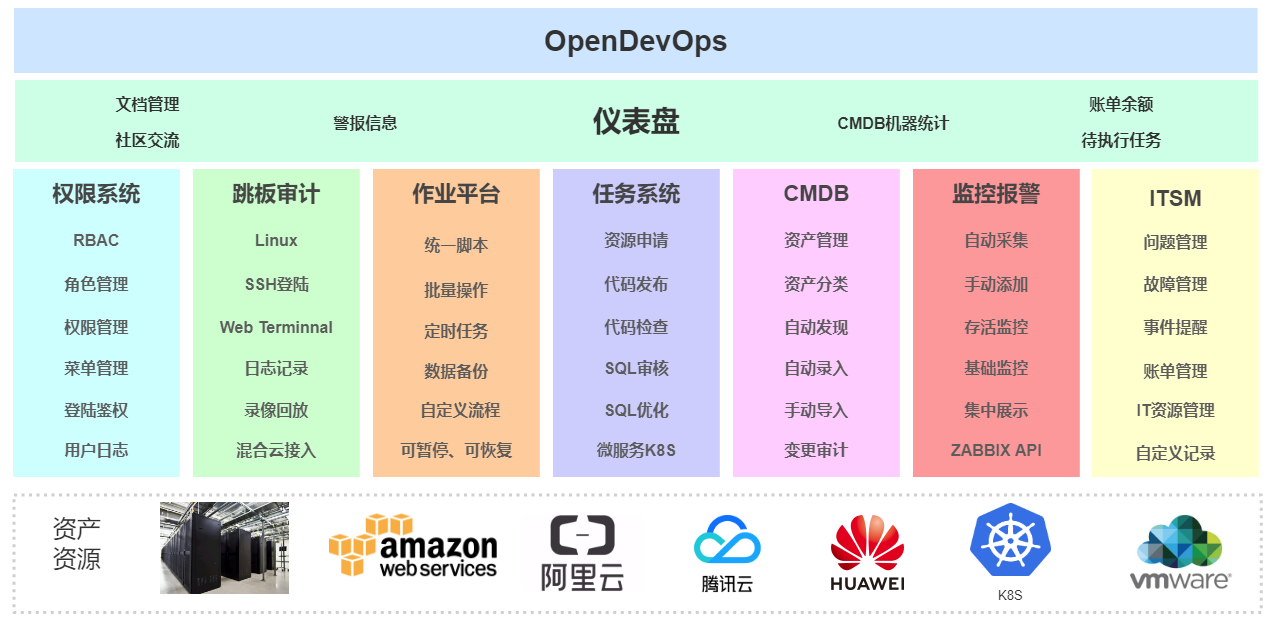 OpenDevOps
文档管理
社区交流
警报信息
仪表盘
CMDB机器统计
账单余额
待执行任务
权限系统
RBAC
角色管理
权限管理
菜单管理
登陆鉴权
用户日志
跳板审计
Linux
SSH登陆
Web Terminnal
日志记录
录像回放
混合云接入
作业平台
统一脚本
批量操作
定时任务
数据备份
自定义流程
可暂停、可恢复
任务系统
资源申请
代码发布
代码检查
SQL审核
SQL优化
微服务K8S
CMDB
资产管理
资产分类
自动发现
自动录入
手动导入
变更审计
监控报警
自动采集
手动添加
存活监控
基础监控
集中展示
ZABBIX API
ITSM
问题管理
故障管理
事件提醒
账单管理
IT资源管理
自定义记录
资产
资源
amazon
web services
阿里云
腾讯云
HUAWEI
K8S
vmware®